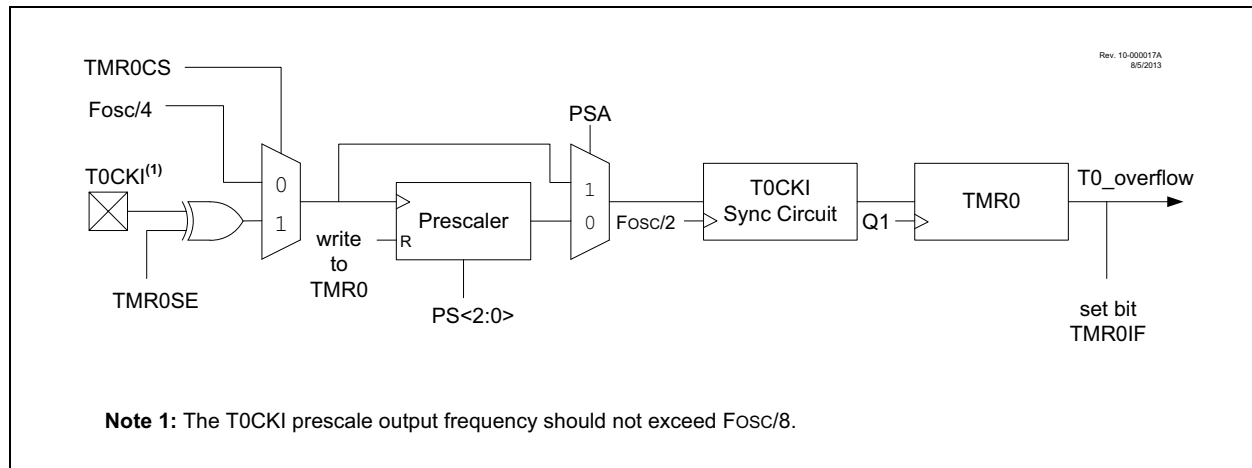 Rev. 10-000017A
8/5/2013
TMR0CS
Fosc/4
PSA
T0CKI(1)
0
1
1
0
Prescaler
R
write
to
TMR0
TMR0SE
PS<2:0>
FOSC/2
T0CKI
Sync Circuit
Q1
TMR0
T0_overflow
set bit
TMR0IF
Note 1: The T0CKI prescale output frequency should not exceed FOSC/8.